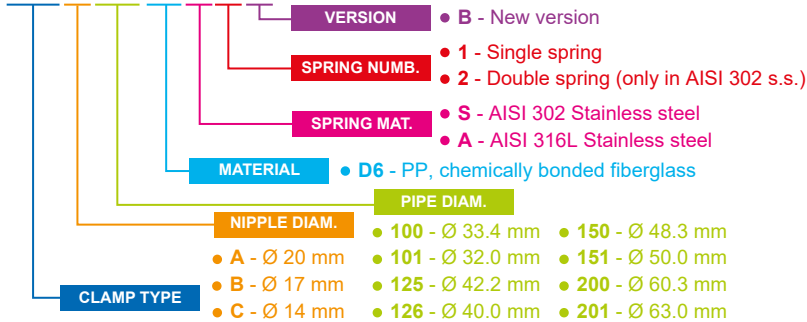 VERSION
● B - New version
SPRING NUMB.
● 1 - Single spring
● 2 - Double spring (only in AISI 302 s.s.)
SPRING MAT.
● S - AISI 302 Stainless steel
● A - AISI 316L Stainless steel
MATERIAL
● D6 - PP, chemically bonded fiberglass
PIPE DIAM.
● 100 - Ø 33.4 mm ● 150 - Ø 48.3 mm
● 101 - Ø 32.0 mm ● 151 - Ø 50.0 mm
● 125 - Ø 42.2 mm ● 200 - Ø 60.3 mm
● 126 - Ø 40.0 mm ● 201 - Ø 63.0 mm
NIPPLE DIAM.
● A - Ø 20 mm
● B - Ø 17 mm
● C - Ø 14 mm
CLAMP TYPE